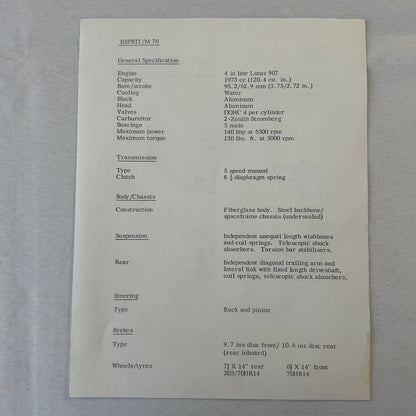 ESPRIT/M 70
General Specification
Engine 4 in line Lotus 907
Capacity 1973 cc (120.4 cu. in.)
Bore/stroke 95.2/62.9 mm (3.75/2.72 in.)
Cooling Water
Block Aluminum
Head Aluminum
Valves DOHC 4 per cylinder
Carburettor 2-Zenith Stromberg
Bearings 5 main
Maximum power 140 bhp at 6500 rpm
Maximum torque 130 lbs. ft. at 5000 rpm
Transmission
Type 5 speed manual
Clutch 8 ½ diaphragm spring
Body/Chassis
Construction Fiberglass body. Steel backbone/
spaceframe chassis (undersealed)
Suspension Independent unequal length wishbones
and coil springs. Telescopic shock
absorbers. Torsion bar stabilisers.
Rear Independent diagonal trailing arm and
lateral link with fixed length driveshaft,
coil springs, telescopic shock absorbers.
Steering
Type Rack and pinion
Brakes
Type 9.7 ins disc front/ 10.6 ins disc rear
(rear inboard)
Wheels/tyres 7J X 14" rear 6J X 14" front
205/70HR14 70HR14